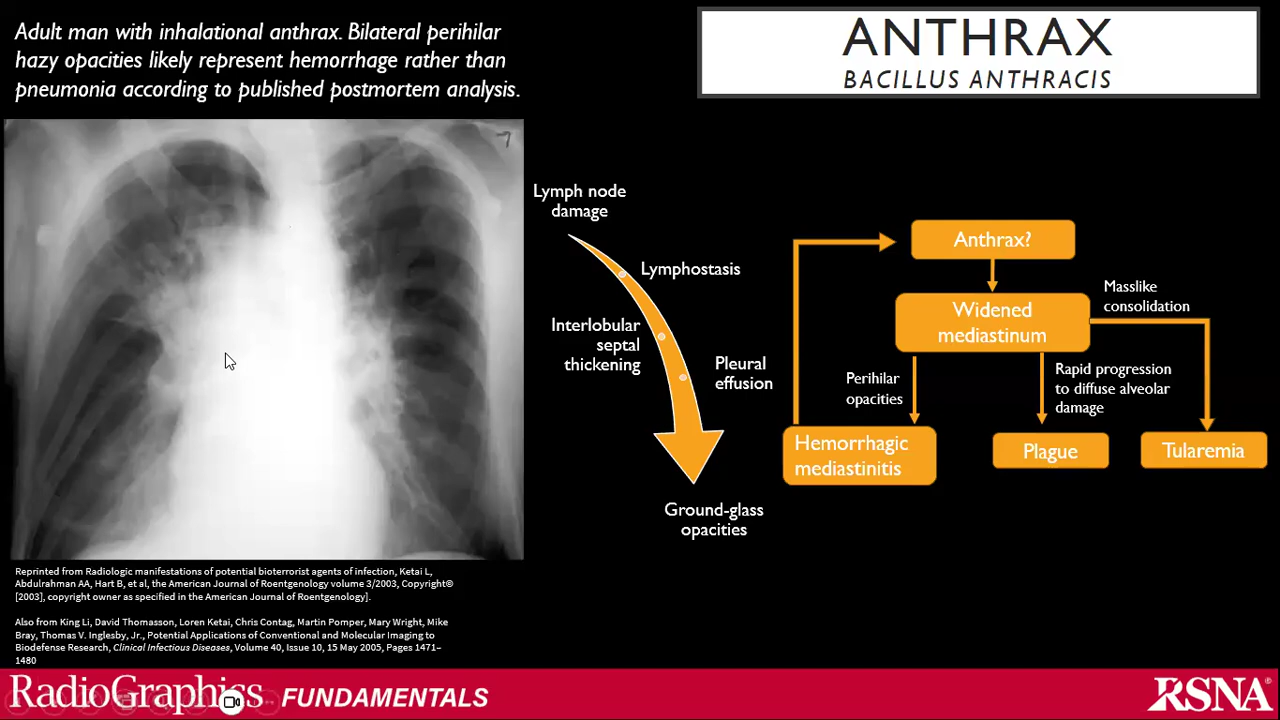 Adult man with inhalational anthrax. Bilateral perihilar
hazy opacities likely represent hemorrhage rather than
pneumonia according to published postmortem analysis.
ANTHRAX
BACILLUS ANTHRACIS
Lymph node
damage
Lymphostasis
Interlobular
septal
thickening
Pleural
effusion
Ground-glass
opacities
Anthrax?
Widened
mediastinum
Masslike
consolidation
Perihilar
opacities
Rapid progression
to diffuse alveolar
damage
Hemorrhagic
mediastinitis
Plague
Tularemia
Reprinted from Radiologic manifestations of potential bioterrorist agents of infection, Ketai L,
Abdulrahman AA, Hart B, et al, the American Journal of Roentgenology volume 3/2003, Copyright©
[2003], copyright owner as specified in the American Journal of Roentgenology].
Also from King Li, David Thomasson, Loren Ketai, Chris Contag, Martin Pomper, Mary Wright, Mike
Bray, Thomas V. Inglesby, Jr., Potential Applications of Conventional and Molecular Imaging to
Biodefense Research, Clinical Infectious Diseases, Volume 40, Issue 10, 15 May 2005, Pages 1471–
1480
RadioGraphics FUNDAMENTALS
RSNA®